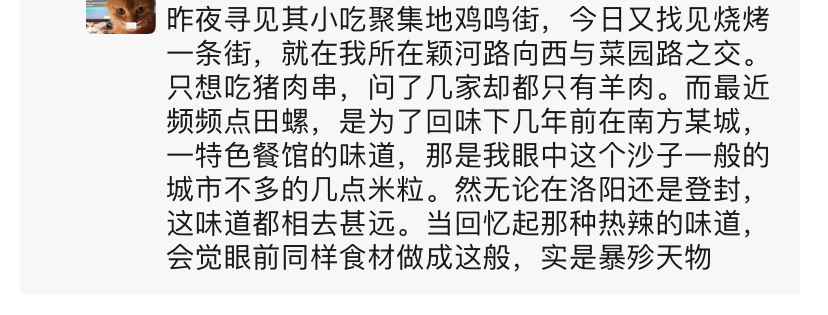 昨夜寻见其小吃聚集地鸡鸣街，今日又找见烧烤
一条街，就在我所在颖河路向西与菜园路之交。
只想吃猪肉串，问了几家却都只有羊肉。而最近
频频点田螺，是为了回味下几年前在南方某城，
一特色餐馆的味道，那是我眼中这个沙子一般的
城市不多的几点米粒。然无论在洛阳还是登封，
这味道都相去甚远。当回忆起那种热辣的味道，
会觉眼前同样食材做成这般，实是暴殄天物